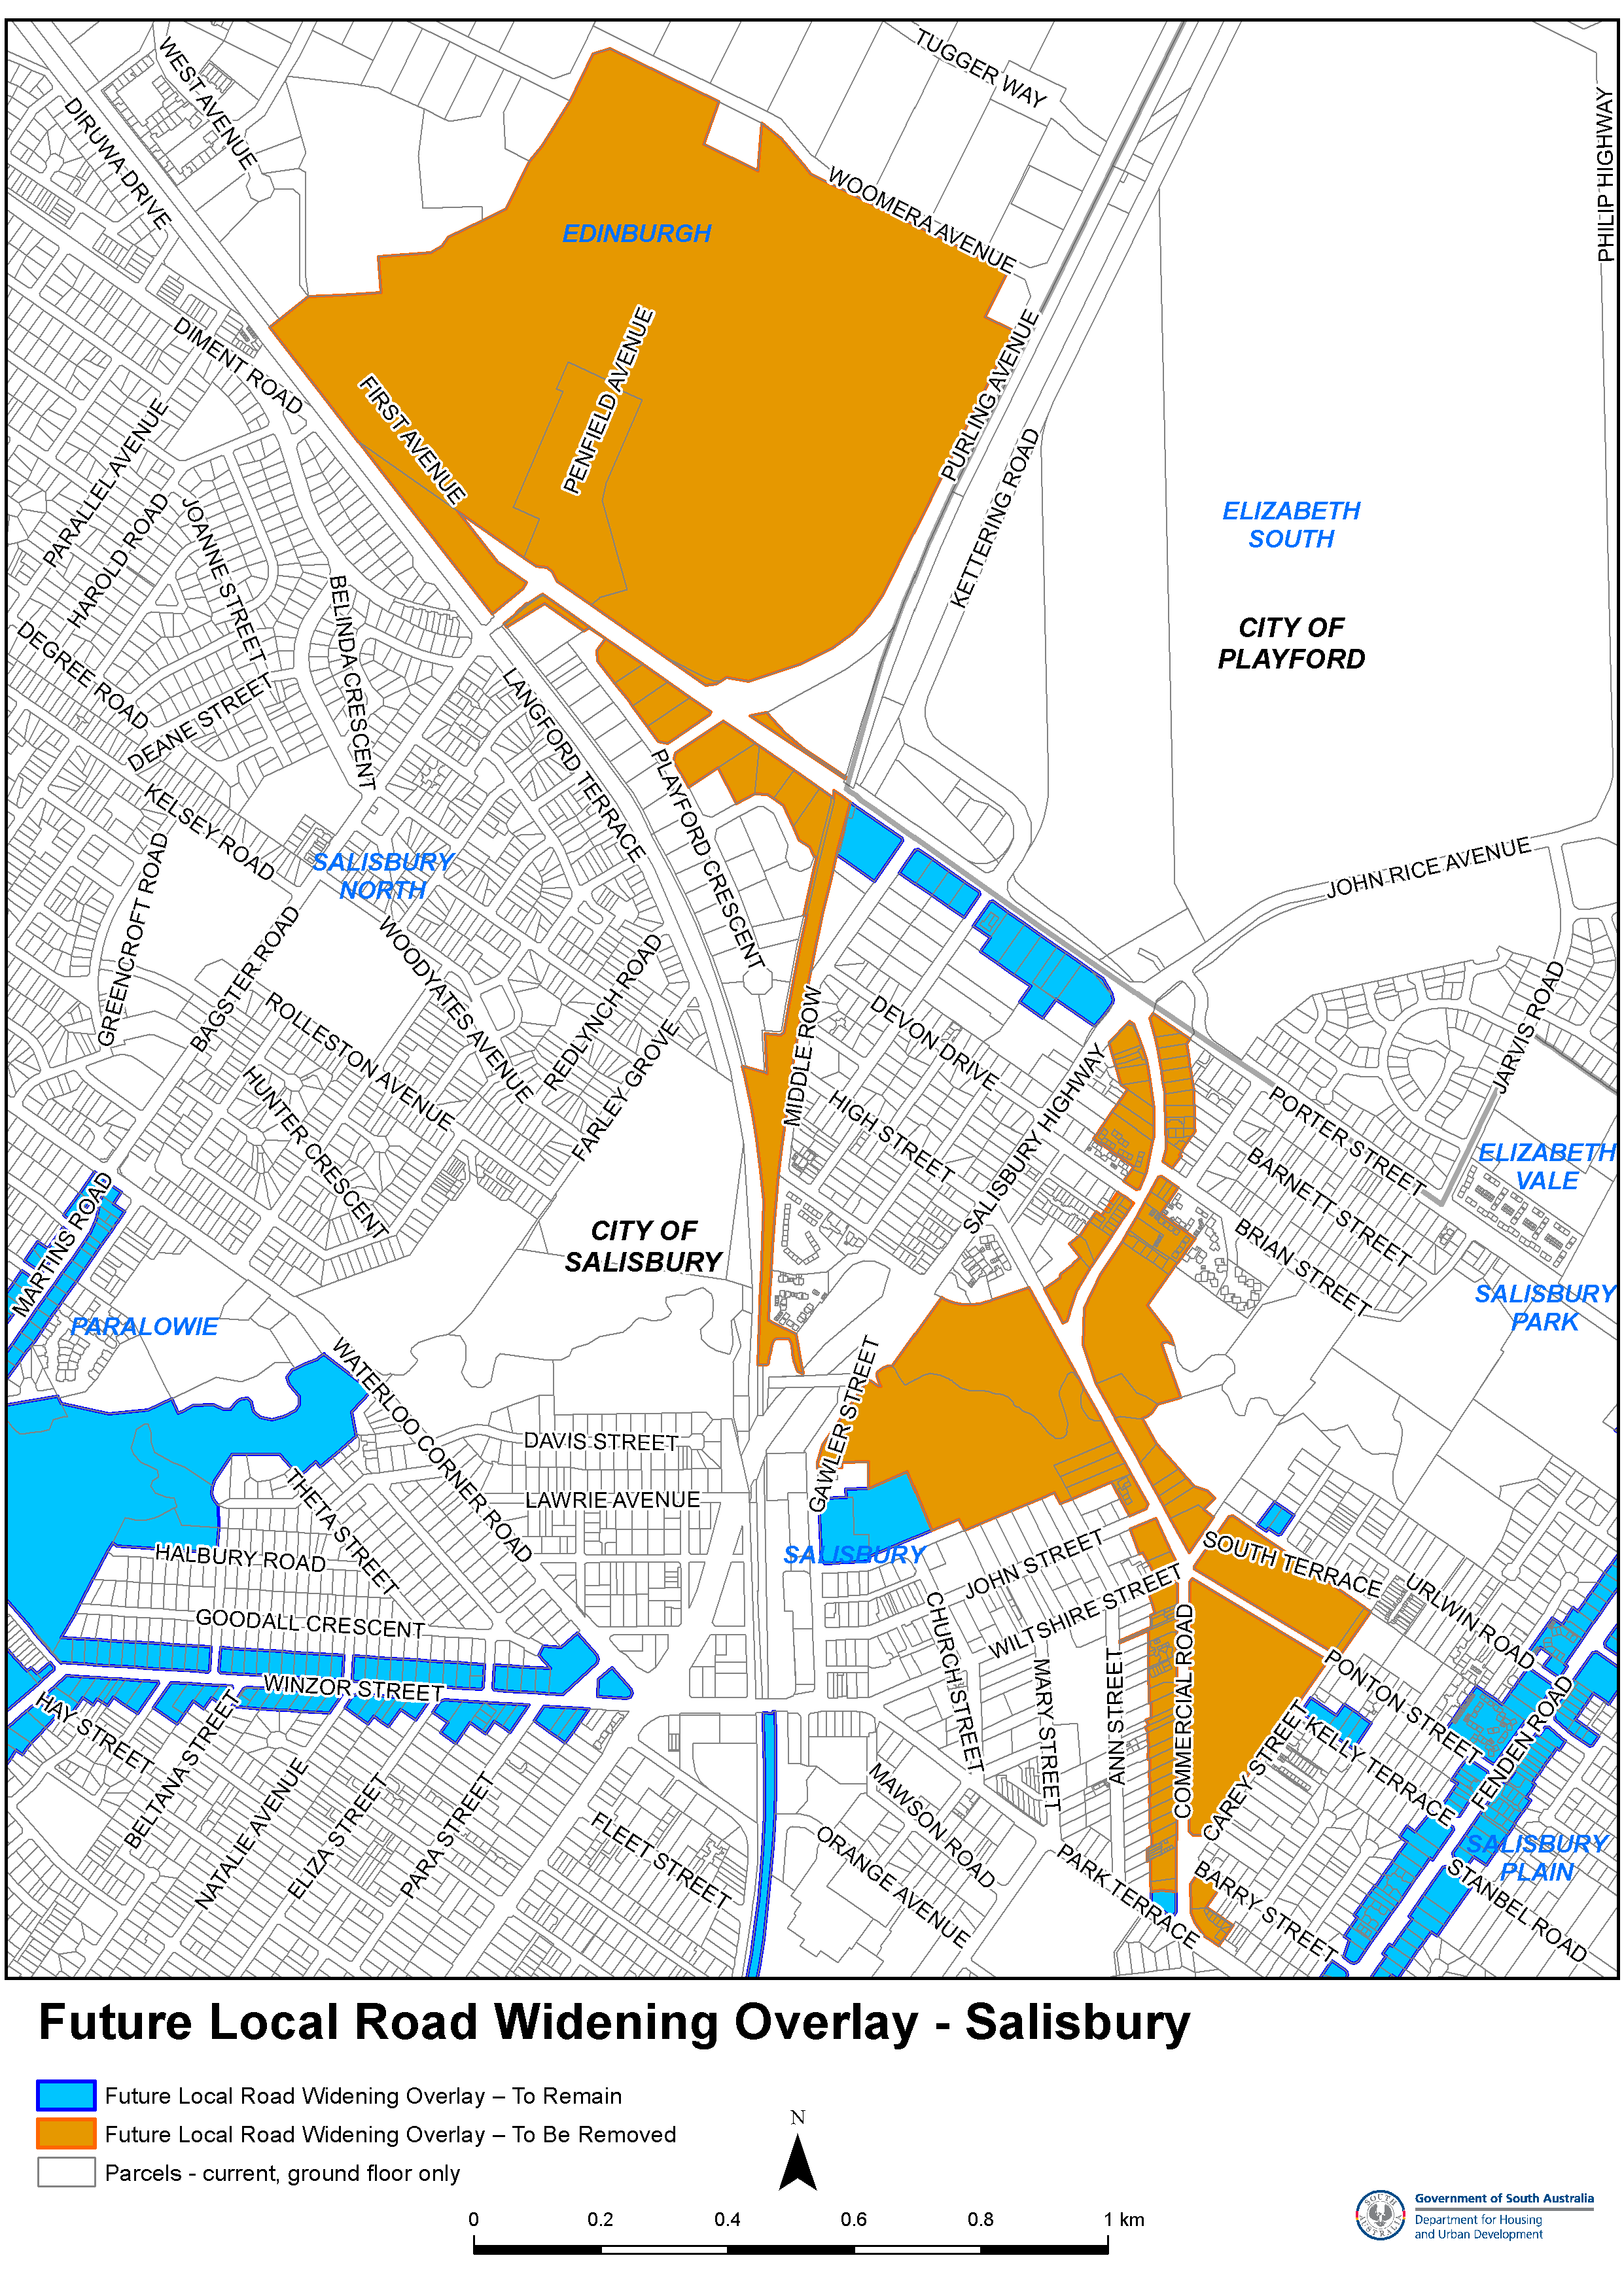 TUGGER WAY
WEST AVENUE
PHILIP HIGHWAY
DIRUWA DRIVE
WOOMERA AVENUE
EDINBURGH
DIMENT ROAD
PENFIELD AVENUE
FIRST AVENUE
PURLING AVENUE
KETTERING ROAD
PARALLEL AVENUE
HAROLD ROAD
JOANNE STREET
ELIZABETH
SOUTH
BELINDA CRESCENT
CITY OF
PLAYFORD
DEGREE ROAD
DEANE STREET
LANGFORD TERRACE
PLAYFORD CRESCENT
KELSEY ROAD
SALISBURY
NORTH
JOHN RICE AVENUE
GREENCROFT ROAD
BAGSTER ROAD
WOODYATES AVENUE
REDLYNCH ROAD
ROLLESTON AVENUE
FARLEY GROVE
MIDDLE ROW
DEVON DRIVE
JARVIS ROAD
HUNTER CRESCENT
HIGH STREET
SALISBURY HIGHWAY
PORTER STREET
BARNETT STREET
ELIZABETH
VALE
MARTINS ROAD
CITY OF
SALISBURY
BRIAN STREET
PARALOWIE
SALISBURY
PARK
WATERLOO CORNER ROAD
GAWLER STREET
DAVIS STREET
THETA STREET
LAWRIE AVENUE
HALBURY ROAD
SALISBURY
JOHN STREET
SOUTH TERRACE
WILTSHIRE STREET
URLWIN ROAD
GOODALL CRESCENT
CHURCH STREET
COMMERCIAL ROAD
WINZOR STREET
MARY STREET
ANN STREET
PONTON STREET
HAY STREET
BELTANA STREET
NATALIE AVENUE
ELIZA STREET
PARA STREET
CAREY STREET
KELLY TERRACE
FENDEN ROAD
FLEET STREET
MAWSON ROAD
ORANGE AVENUE
PARK TERRACE
BARRY STREET
SALISBURY
PLAIN
STANBEL ROAD
Future Local Road Widening Overlay - Salisbury
Future Local Road Widening Overlay – To Remain
Future Local Road Widening Overlay – To Be Removed
Parcels - current, ground floor only
N
0 0.2 0.4 0.6 0.8 1 km
SOUTH
AUSTRALIA
Government of South Australia
Department for Housing
and Urban Development